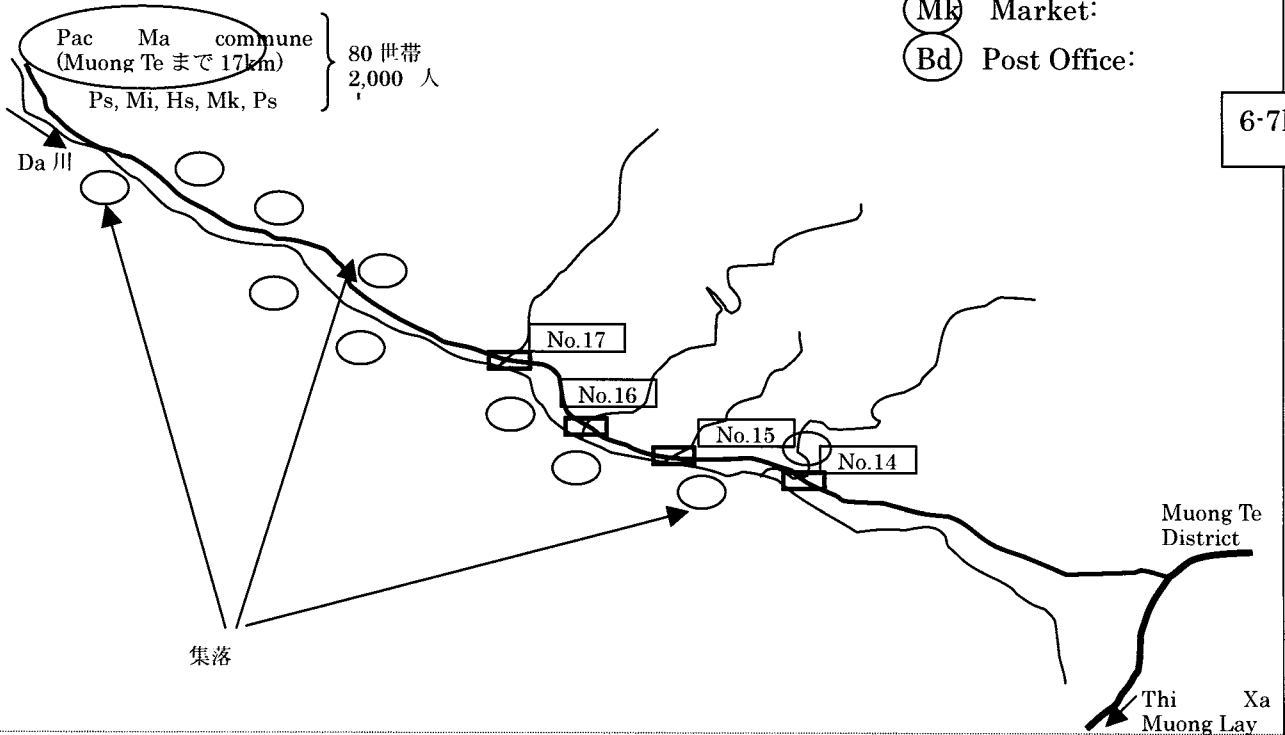 Mk Market:
Bd Post Office:
Pac Ma commune
(Muong Te まで 17km)
80 世帯
2,000 人
Ps, Mi, Hs, Mk, Ps
Da 川
No.17
No.16
No.15
No.14
Muong Te
District
集落
Thi Xa
Muong Lay